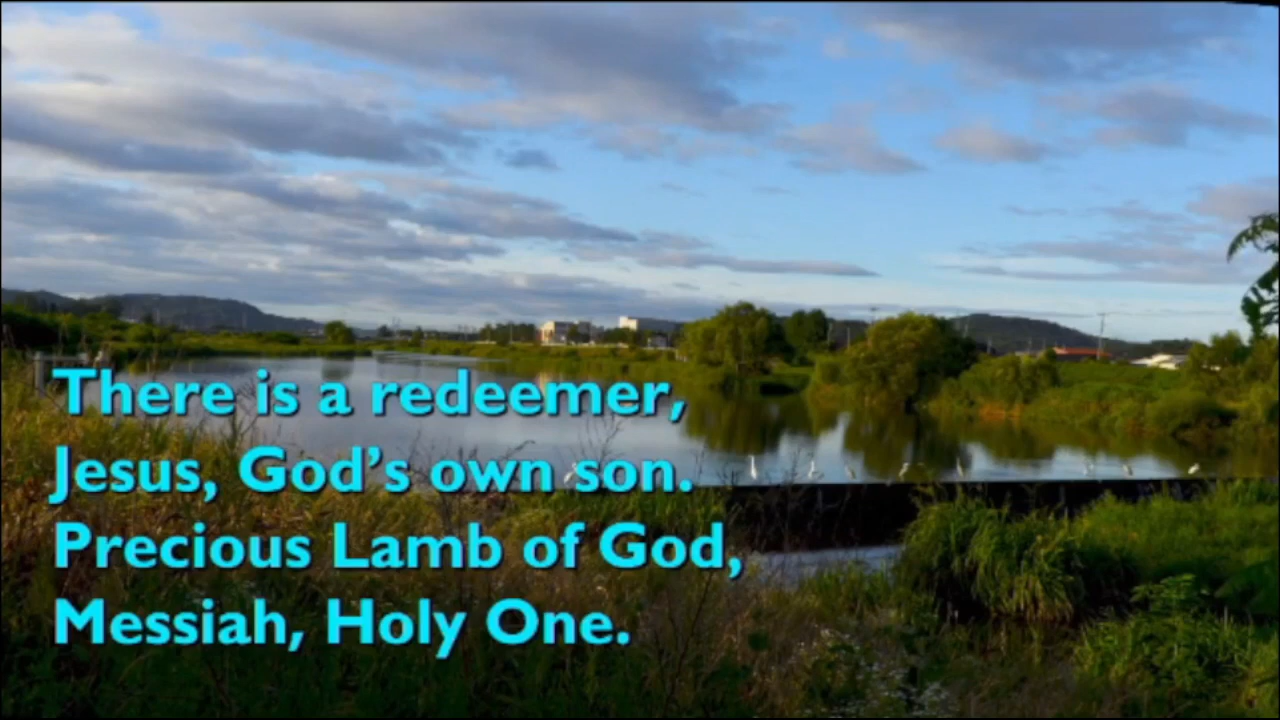 There is a redeemer,
Jesus, God’s own son.
Precious Lamb of God,
Messiah, Holy One.